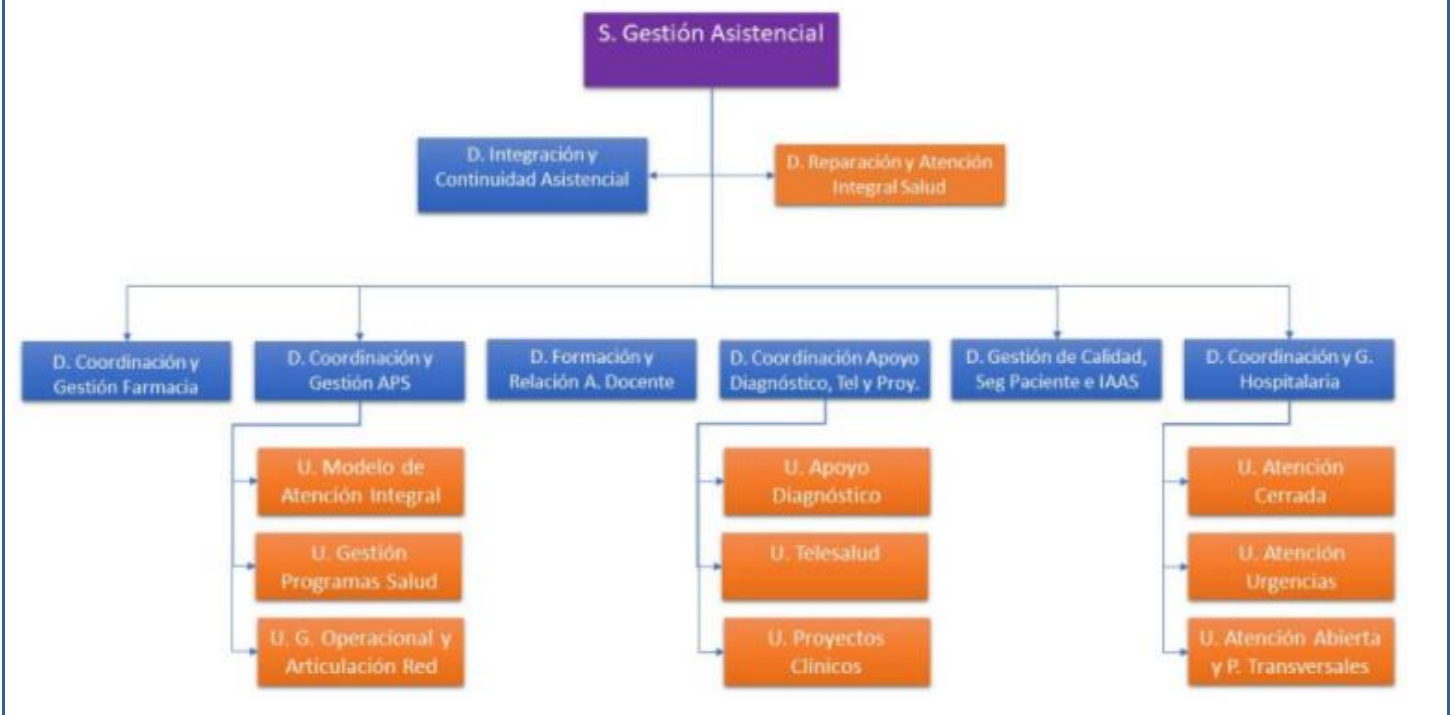 S. Gestión Asistencial
D. Integración y
Continuidad Asistencial
D. Reparación y Atención
Integral Salud
D. Coordinación y
Gestión Farmacia
D. Coordinación y
Gestión APS
D. Formación y
Relación A. Docente
D. Coordinación Apoyo
Diagnóstico, Tel y Proy.
D. Gestión de Calidad,
Seg Paciente e IAAS
D. Coordinación y G.
Hospitalaria
U. Modelo de
Atención Integral
U. Apoyo
Diagnóstico
U. Atención
Cerrada
U. Gestión
Programas Salud
U. Telesalud
U. Atención
Urgencias
U. G. Operacional y
Articulación Red
U. Proyectos
Clinicos
U. Atención Abierta
y P. Transversales